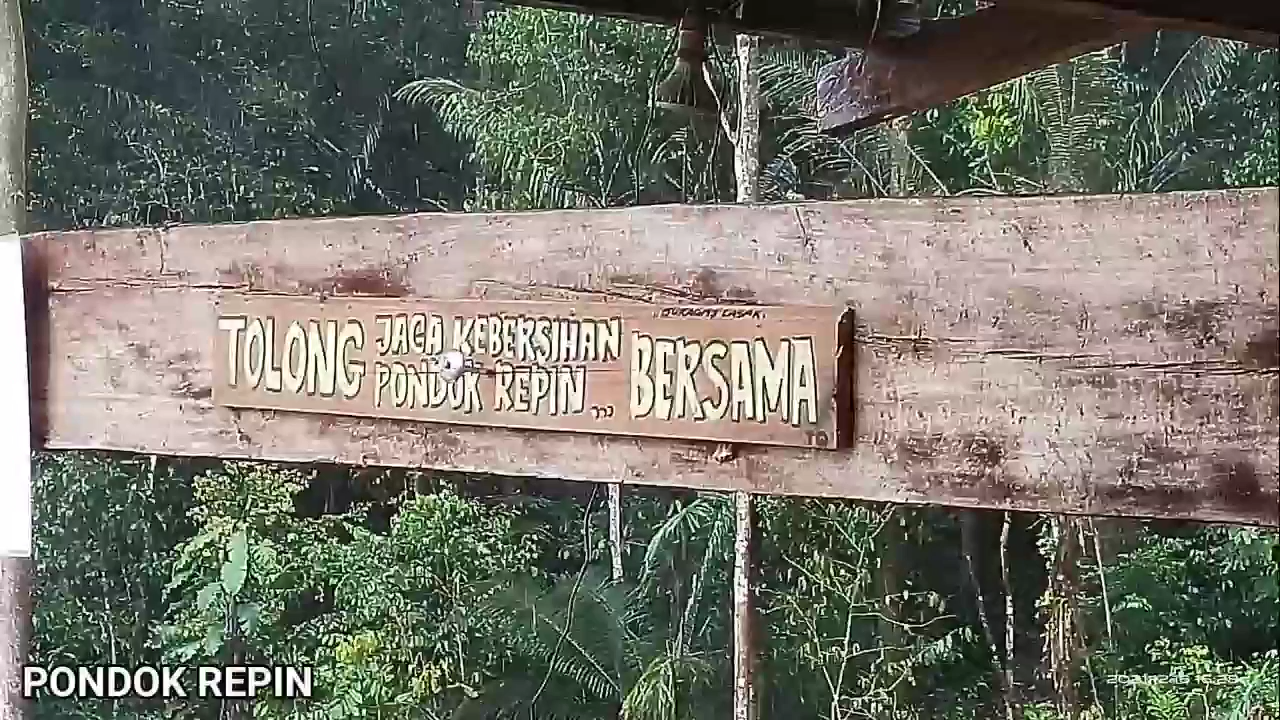 TOLONG JAGA KEBERSIHAN BERSAMA
PONDOK REPIN ...
PONDOK REPIN